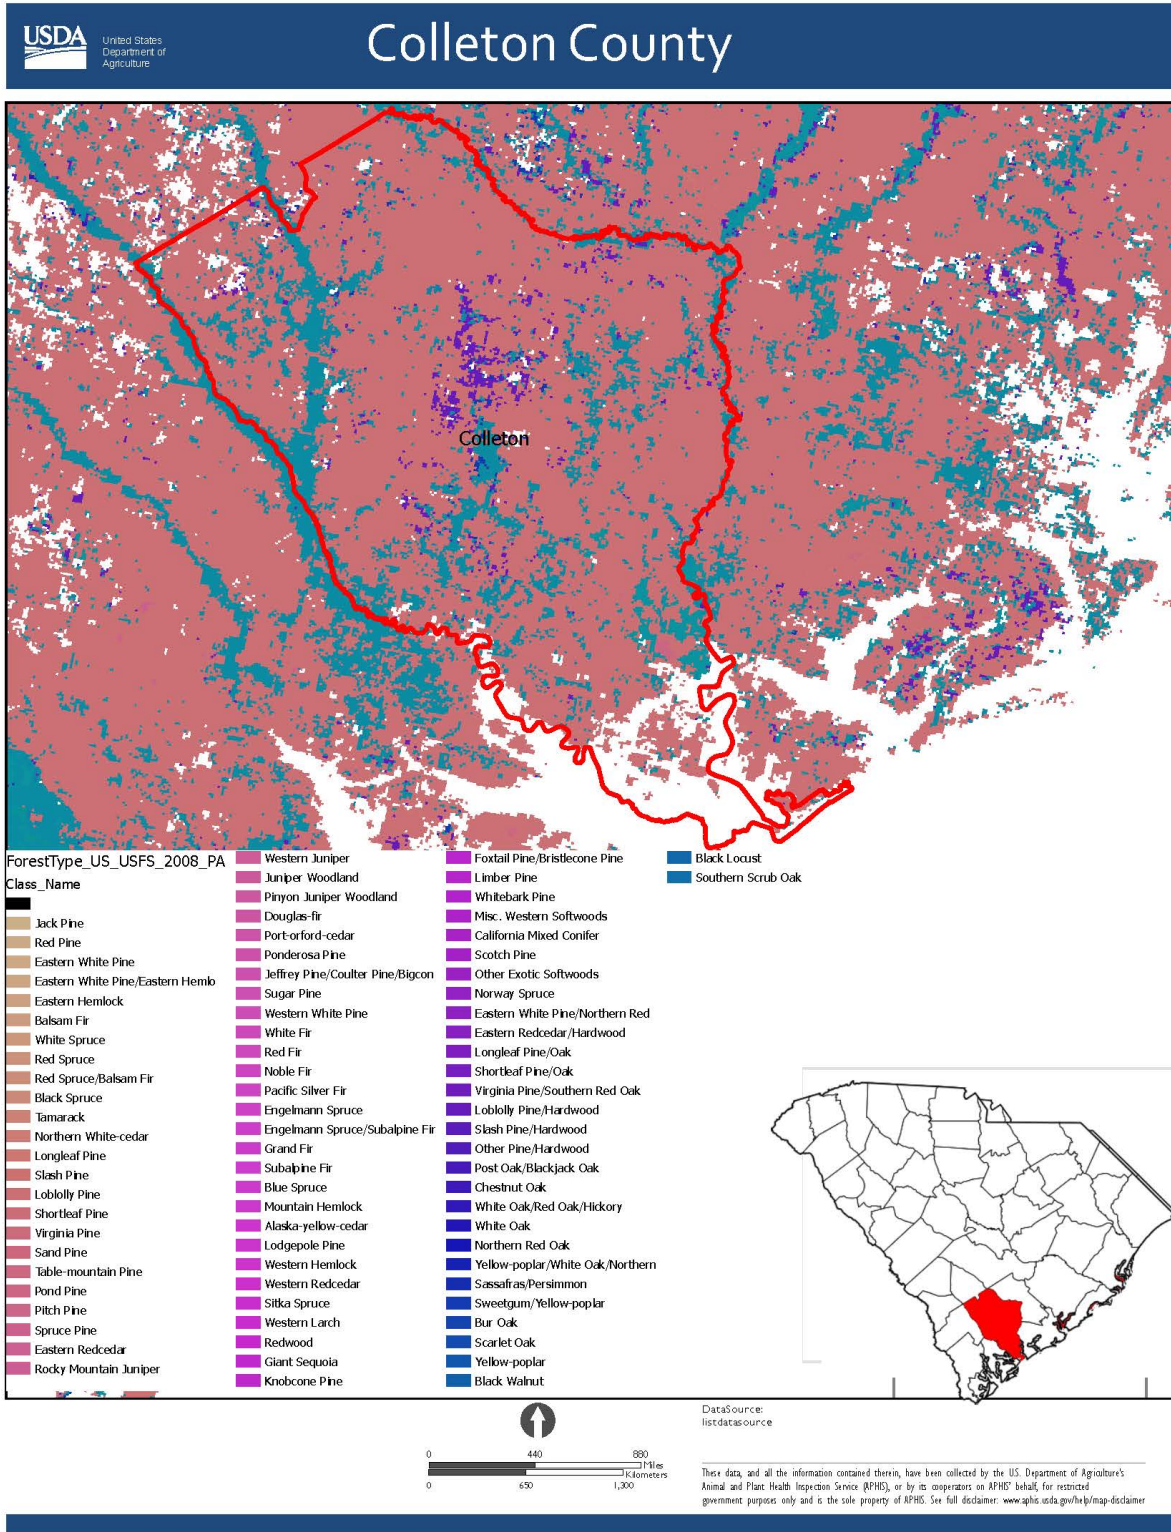 USDA
United States
Department of
Agriculture
Colleton County
Colleton
ForestType_US_USFS_2008_PA
Class_Name
Jack Pine
Red Pine
Eastern White Pine
Eastern White Pine/Eastern Hemlo
Eastern Hemlock
Balsam Fir
White Spruce
Red Spruce
Red Spruce/Balsam Fir
Black Spruce
Tamarack
Northern White-cedar
Longleaf Pine
Slash Pine
Loblolly Pine
Shortleaf Pine
Virginia Pine
Sand Pine
Table-mountain Pine
Pond Pine
Pitch Pine
Spruce Pine
Eastern Redcedar
Rocky Mountain Juniper
Western Juniper
Juniper Woodland
Pinyon Juniper Woodland
Douglas-fir
Port-orford-cedar
Ponderosa Pine
Jeffrey Pine/Coulter Pine/Bigcon
Sugar Pine
Western White Pine
White Fir
Red Fir
Noble Fir
Pacific Silver Fir
Engelmann Spruce
Engelmann Spruce/Subalpine Fir
Grand Fir
Subalpine Fir
Blue Spruce
Mountain Hemlock
Alaska-yellow-cedar
Lodgepole Pine
Western Hemlock
Western Redcedar
Sitka Spruce
Western Larch
Redwood
Giant Sequoia
Knobcone Pine
Foxtail Pine/Bristlecone Pine
Limber Pine
Whitebark Pine
Misc. Western Softwoods
California Mixed Conifer
Scotch Pine
Other Exotic Softwoods
Norway Spruce
Eastern White Pine/Northern Red
Eastern Redcedar/Hardwood
Longleaf Pine/Oak
Shortleaf Pine/Oak
Virginia Pine/Southern Red Oak
Loblolly Pine/Hardwood
Slash Pine/Hardwood
Other Pine/Hardwood
Post Oak/Blackjack Oak
Chestnut Oak
White Oak/Red Oak/Hickory
White Oak
Northern Red Oak
Yellow-poplar/White Oak/Northern
Sassafras/Persimmon
Sweetgum/Yellow-poplar
Bur Oak
Scarlet Oak
Yellow-poplar
Black Walnut
Black Locust
Southern Scrub Oak
0 440 880
Miles
Kilometers
0 650 1,300
DataSource:
listdatasource
These data, and all the information contained therein, have been collected by the U.S. Department of Agriculture's
Animal and Plant Health Inspection Service (APHIS), or by its cooperators on APHIS' behalf, for restricted
government purposes only and is the sole property of APHIS. See full disclaimer: www.aphis.usda.gov/help/map-disclaimer